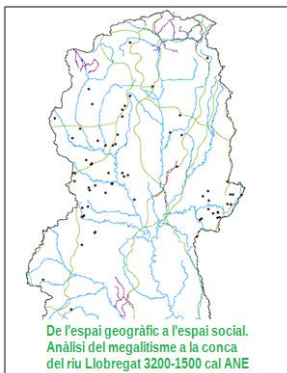 De l'espai geogràfic a l'espai social.
Anàlisi del megalitisme a la conca
del riu Llobregat 3200-1500 cal ANE